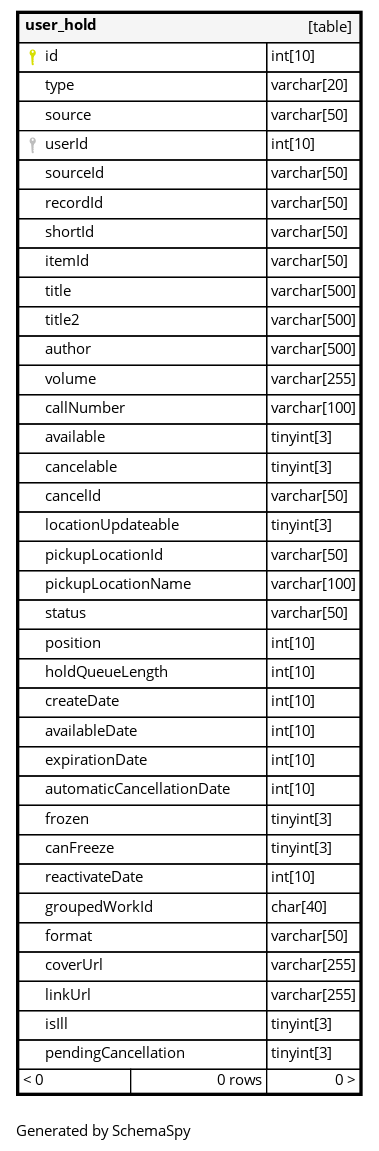 user_hold [table]
id int[10]
type varchar[20]
source varchar[50]
userId int[10]
sourceId varchar[50]
recordId varchar[50]
shortId varchar[50]
itemId varchar[50]
title varchar[500]
title2 varchar[500]
author varchar[500]
volume varchar[255]
callNumber varchar[100]
available tinyint[3]
cancelable tinyint[3]
cancelId varchar[50]
locationUpdateable tinyint[3]
pickupLocationId varchar[50]
pickupLocationName varchar[100]
status varchar[50]
position int[10]
holdQueueLength int[10]
createDate int[10]
availableDate int[10]
expirationDate int[10]
automaticCancellationDate int[10]
frozen tinyint[3]
canFreeze tinyint[3]
reactivateDate int[10]
groupedWorkId char[40]
format varchar[50]
coverUrl varchar[255]
linkUrl varchar[255]
isIll tinyint[3]
pendingCancellation tinyint[3]
< 0 0 rows 0 >
Generated by SchemaSpy